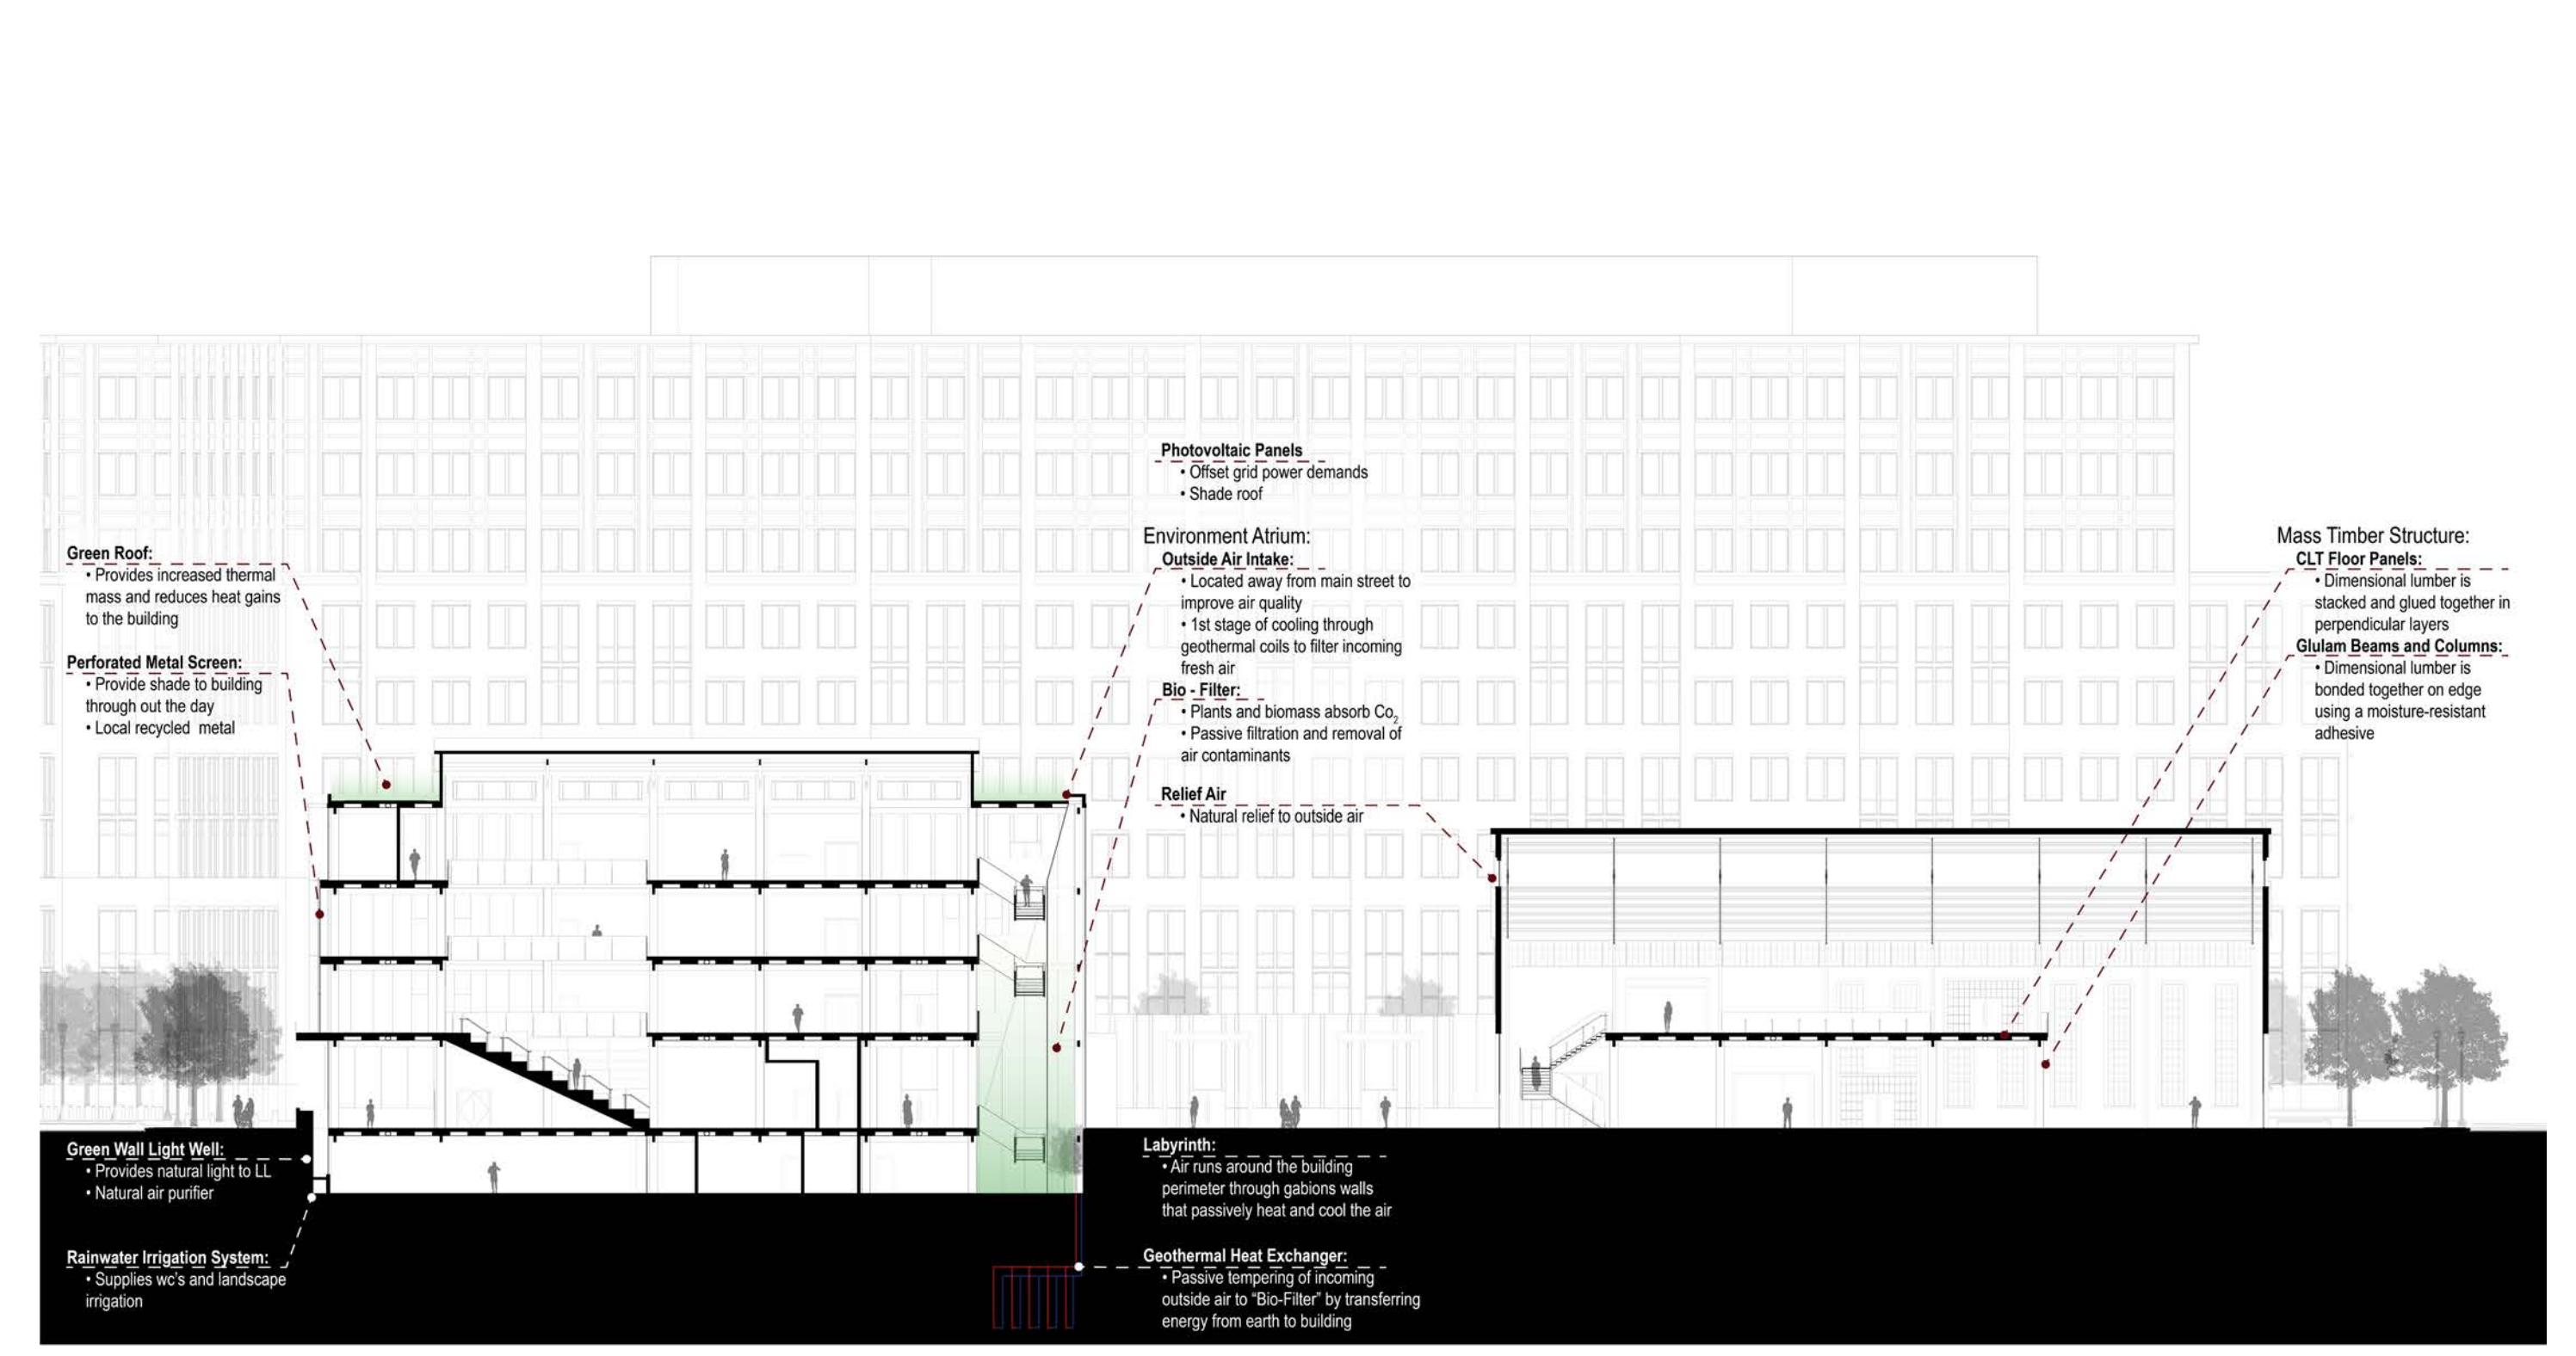 Green Roof:
• Provides increased thermal
mass and reduces heat gains
to the building
Perforated Metal Screen:
• Provide shade to building
through out the day
• Local recycled metal
Green Wall Light Well:
• Provides natural light to LL
• Natural air purifier
Rainwater Irrigation System:
• Supplies wc's and landscape
irrigation
Photovoltaic Panels
• Offset grid power demands
• Shade roof
Environment Atrium:
Outside Air Intake:
• Located away from main street to
improve air quality
• 1st stage of cooling through
geothermal coils to filter incoming
fresh air
Bio - Filter:
• Plants and biomass absorb Co₂
• Passive filtration and removal of
air contaminants
Relief Air
• Natural relief to outside air
Labyrinth:
• Air runs around the building
perimeter through gabions walls
that passively heat and cool the air
Geothermal Heat Exchanger:
• Passive tempering of incoming
outside air to “Bio-Filter” by transferring
energy from earth to building
Mass Timber Structure:
CLT Floor Panels:
• Dimensional lumber is
stacked and glued together in
perpendicular layers
Glulam Beams and Columns:
• Dimensional lumber is
bonded together on edge
using a moisture-resistant
adhesive